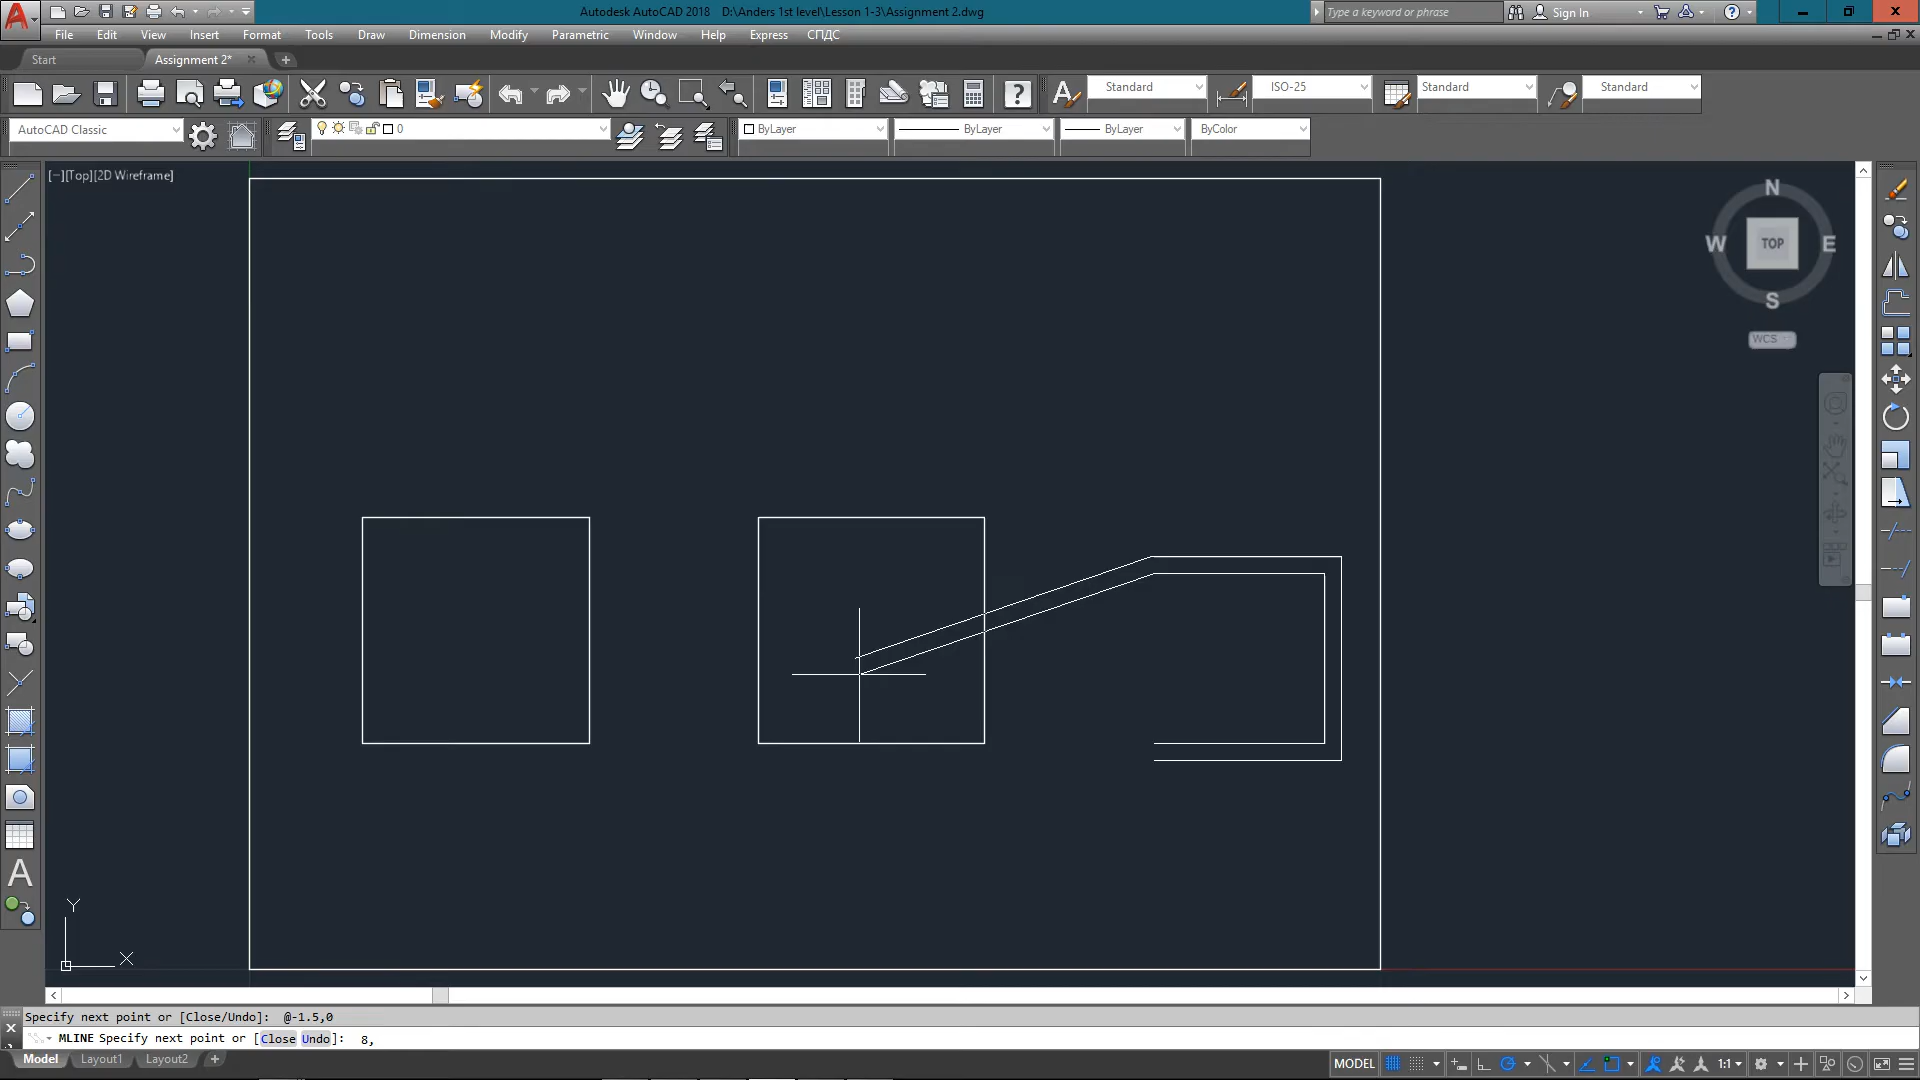 Autodesk AutoCAD 2018 D:\Anders 1st level\Lesson 1-3\Assignment 2.dwg
Type a keyword or phrase
Sign In
File Edit View Insert Format Tools Draw Dimension Modify Parametric Window Help Express СПДС
Start
Assignment 2*
Standard
ISO-25
Standard
Standard
AutoCAD Classic
0
ByLayer
ByLayer
ByLayer
ByColor
[−][Top][2D Wireframe]
N
W
TOP
E
S
WCS
A
Y
X
Specify next point or [Close/Undo]: @-1.5,0
MLINE Specify next point or [Close Undo]: 8,
Model Layout1 Layout2
MODEL
1:1